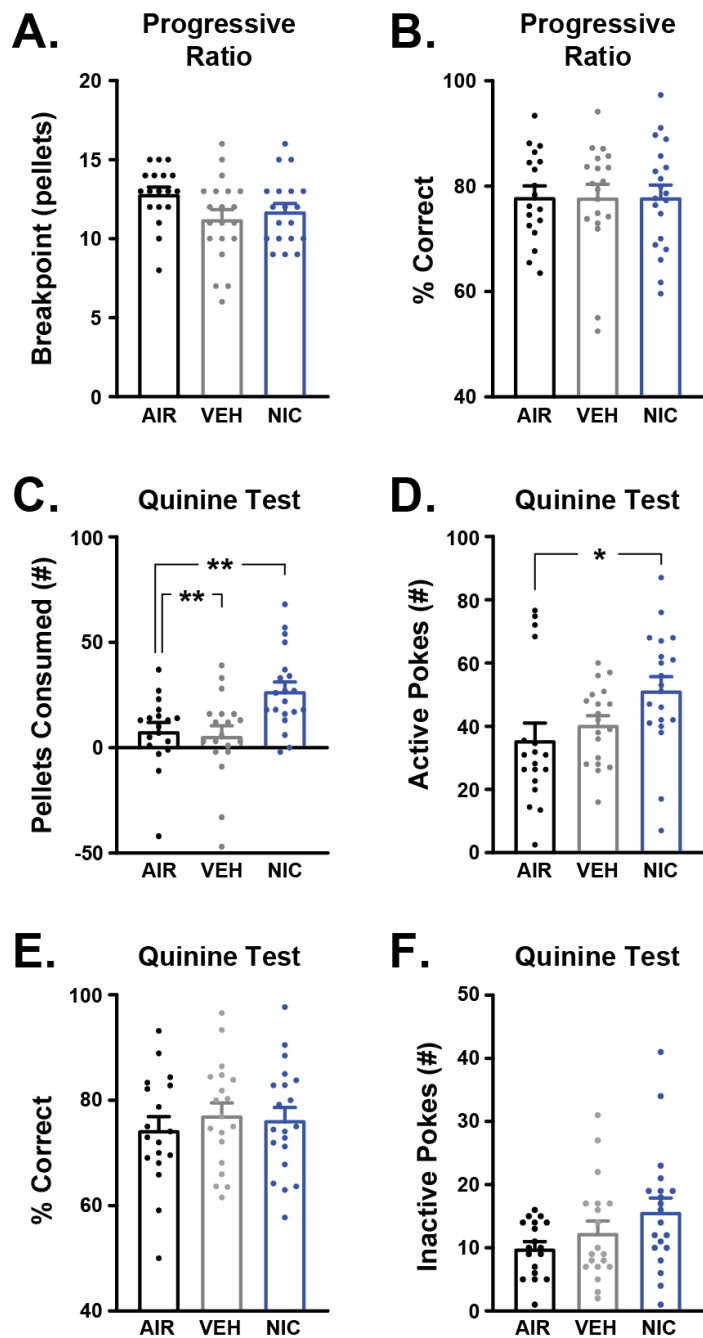 A.
Progressive
Ratio
Breakpoint (pellets)
20
15
10
5
0
AIR VEH NIC
B.
Progressive
Ratio
% Correct
100
80
60
40
AIR VEH NIC
C.
Quinine Test
Pellets Consumed (#)
100
50
0
-50
**
**
AIR VEH NIC
D.
Quinine Test
Active Pokes (#)
100
80
60
40
20
0
*
AIR VEH NIC
E.
Quinine Test
% Correct
100
80
60
40
AIR VEH NIC
F.
Quinine Test
Inactive Pokes (#)
50
40
30
20
10
0
AIR VEH NIC